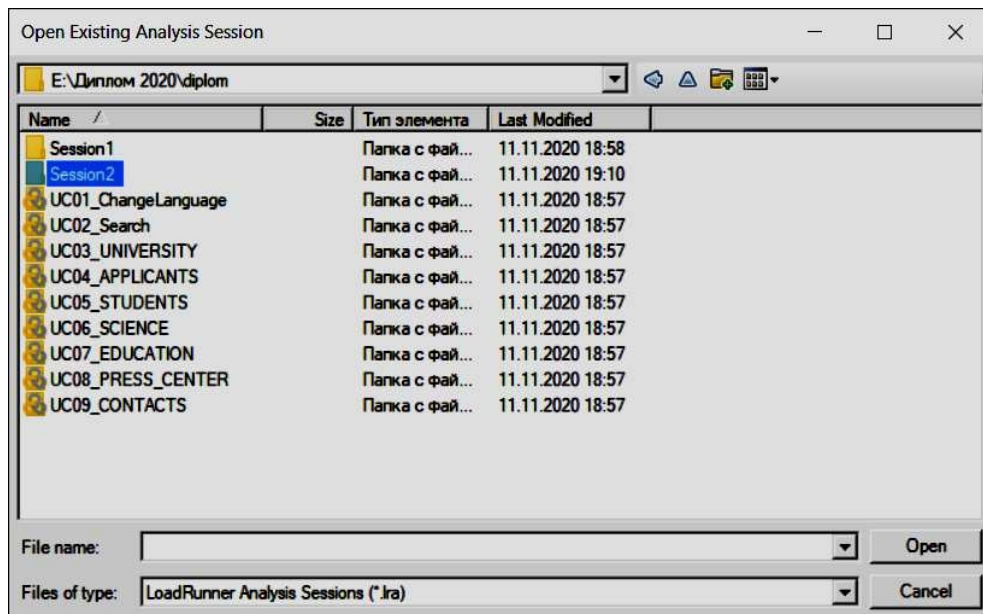 Open Existing Analysis Session
E:\Диплом 2020\diplom
Name Size Тип элемента Last Modified
Session1 Папка с фай... 11.11.2020 18:58
Session2 Папка с фай... 11.11.2020 19:10
UC01_ChangeLanguage Папка с фай... 11.11.2020 18:57
UC02_Search Папка с фай... 11.11.2020 18:57
UC03_UNIVERSITY Папка с фай... 11.11.2020 18:57
UC04_APPLICANTS Папка с фай... 11.11.2020 18:57
UC05_STUDENTS Папка с фай... 11.11.2020 18:57
UC06_SCIENCE Папка с фай... 11.11.2020 18:57
UC07_EDUCATION Папка с фай... 11.11.2020 18:57
UC08_PRESS_CENTER Папка с фай... 11.11.2020 18:57
UC09_CONTACTS Папка с фай... 11.11.2020 18:57
File name: Open
Files of type: LoadRunner Analysis Sessions (*.lra) Cancel